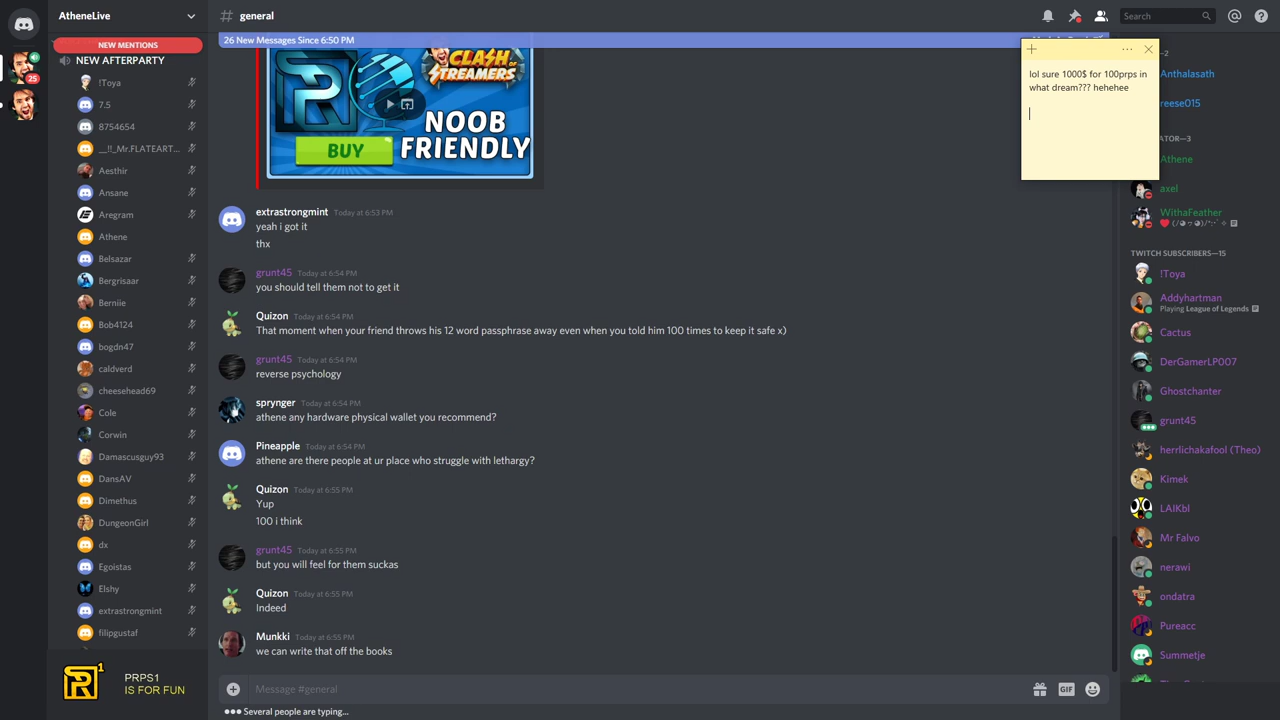 AtheneLive
NEW MENTIONS
NEW AFTERPARTY
!Toya
7.5
8754654
__!!_Mr.FLATEART...
Aesthir
Ansane
Aregram
Athene
Belsazar
Bergrisaar
Berniie
Bob4124
bogdn47
caldverd
cheesehead69
Cole
Corwin
Damascusguy93
DansAV
Dimethus
DungeonGirl
dx
Egoistas
Elshy
extrastrongmint
filipgustaf
25
PRPS1
IS FOR FUN
1
# general
Search
26 New Messages Since 6:50 PM
CLASH OF
STREAMERS
NOOB
FRIENDLY
BUY
extrastrongmint Today at 6:53 PM
yeah i got it
thx
grunt45 Today at 6:54 PM
you should tell them not to get it
Quizon Today at 6:54 PM
That moment when your friend throws his 12 word passphrase away even when you told him 100 times to keep it safe x)
grunt45 Today at 6:54 PM
reverse psychology
sprynger Today at 6:54 PM
athene any hardware physical wallet you recommend?
Pineapple Today at 6:54 PM
athene are there people at ur place who struggle with lethargy?
Quizon Today at 6:55 PM
Yup
100 i think
grunt45 Today at 6:55 PM
but you will feel for them suckas
Quizon Today at 6:55 PM
Indeed
Munkki Today at 6:55 PM
we can write that off the books
Message #general
GIF
Several people are typing...
lol sure 1000$ for 100prps in
what dream??? hehehee
—2
Anthalasath
reese015
ATOR—3
Athene
axel
WithaFeather
TWITCH SUBSCRIBERS—15
!Toya
Addyhartman
Playing League of Legends
Cactus
DerGamerLP007
Ghostchanter
grunt45
herrlichakafool (Theo)
Kimek
LAIKbl
Mr Falvo
nerawi
ondatra
Pureacc
Summetje